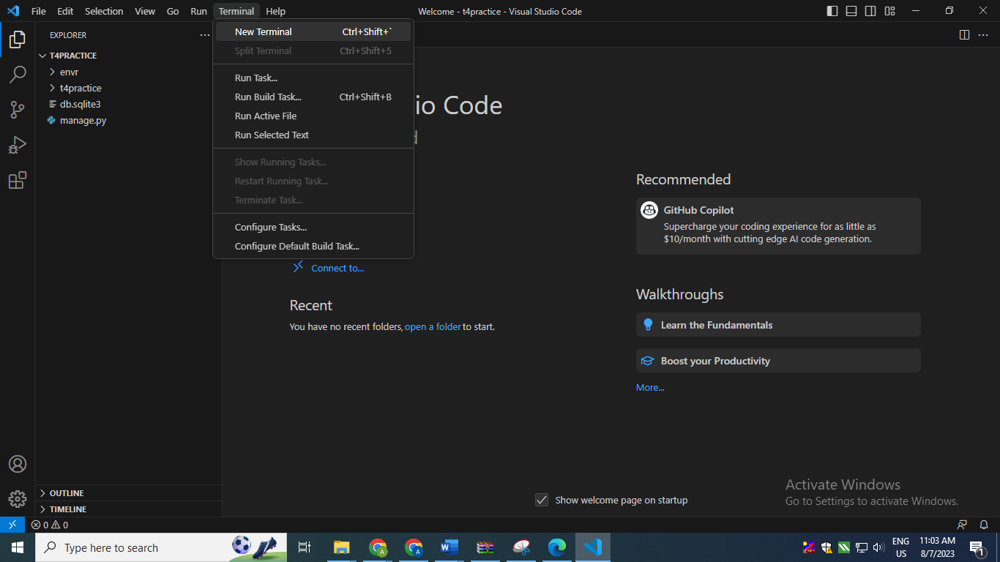 File Edit Selection View Go Run Terminal Help
Welcome - t4practice - Visual Studio Code
EXPLORER
T4PRACTICE
envr
t4practice
db.sqlite3
manage.py
New Terminal Ctrl+Shift+`
Split Terminal Ctrl+Shift+5
Run Task...
Run Build Task... Ctrl+Shift+B
Run Active File
Run Selected Text
Show Running Tasks...
Restart Running Task...
Terminate Task...
Configure Tasks...
Configure Default Build Task...
io Code
Connect to...
Recent
You have no recent folders, open a folder to start.
Recommended
GitHub Copilot
Supercharge your coding experience for as little as
$10/month with cutting edge AI code generation.
Walkthroughs
Learn the Fundamentals
Boost your Productivity
More...
Show welcome page on startup
Activate Windows
Go to Settings to activate Windows.
OUTLINE
TIMELINE
0 0
Type here to search
ENG
US
11:03 AM
8/7/2023
1